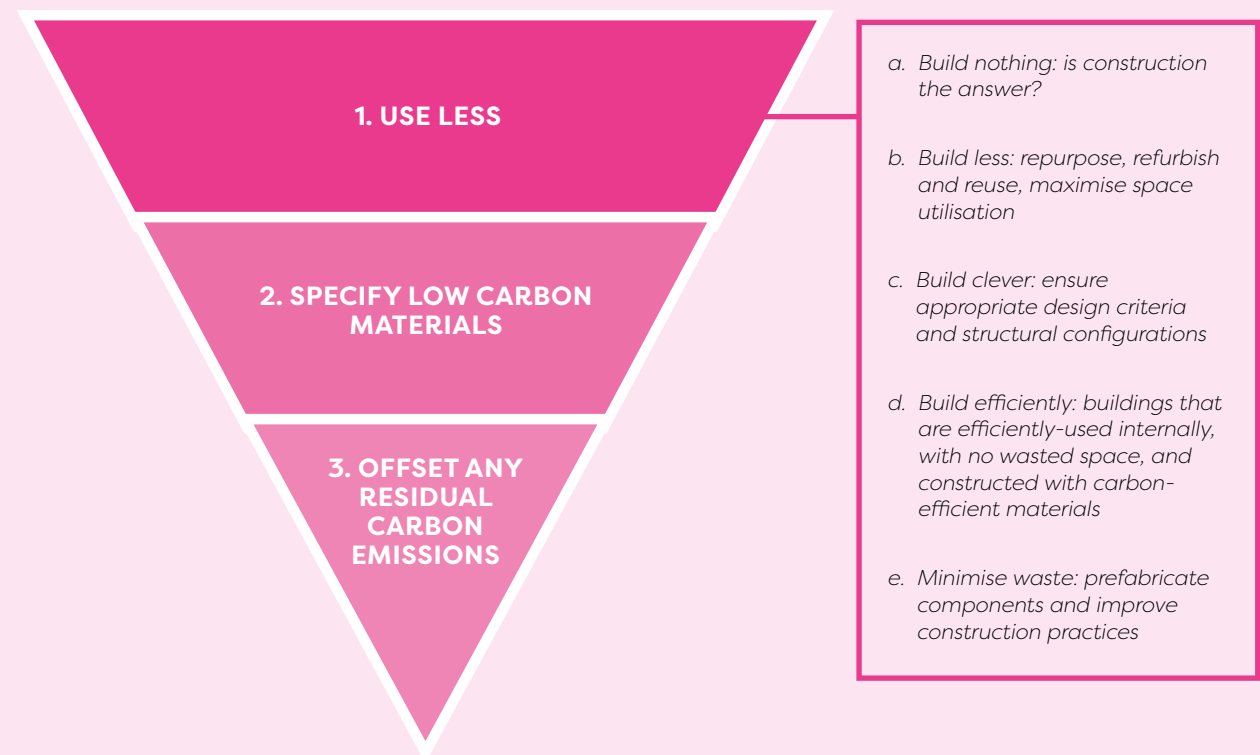 1. USE LESS
2. SPECIFY LOW CARBON
MATERIALS
3. OFFSET ANY
RESIDUAL
CARBON
EMISSIONS
a. Build nothing: is construction
the answer?
b. Build less: repurpose, refurbish
and reuse, maximise space
utilisation
c. Build clever: ensure
appropriate design criteria
and structural configurations
d. Build efficiently: buildings that
are efficiently-used internally,
with no wasted space, and
constructed with carbon-
efficient materials
e. Minimise waste: prefabricate
components and improve
construction practices